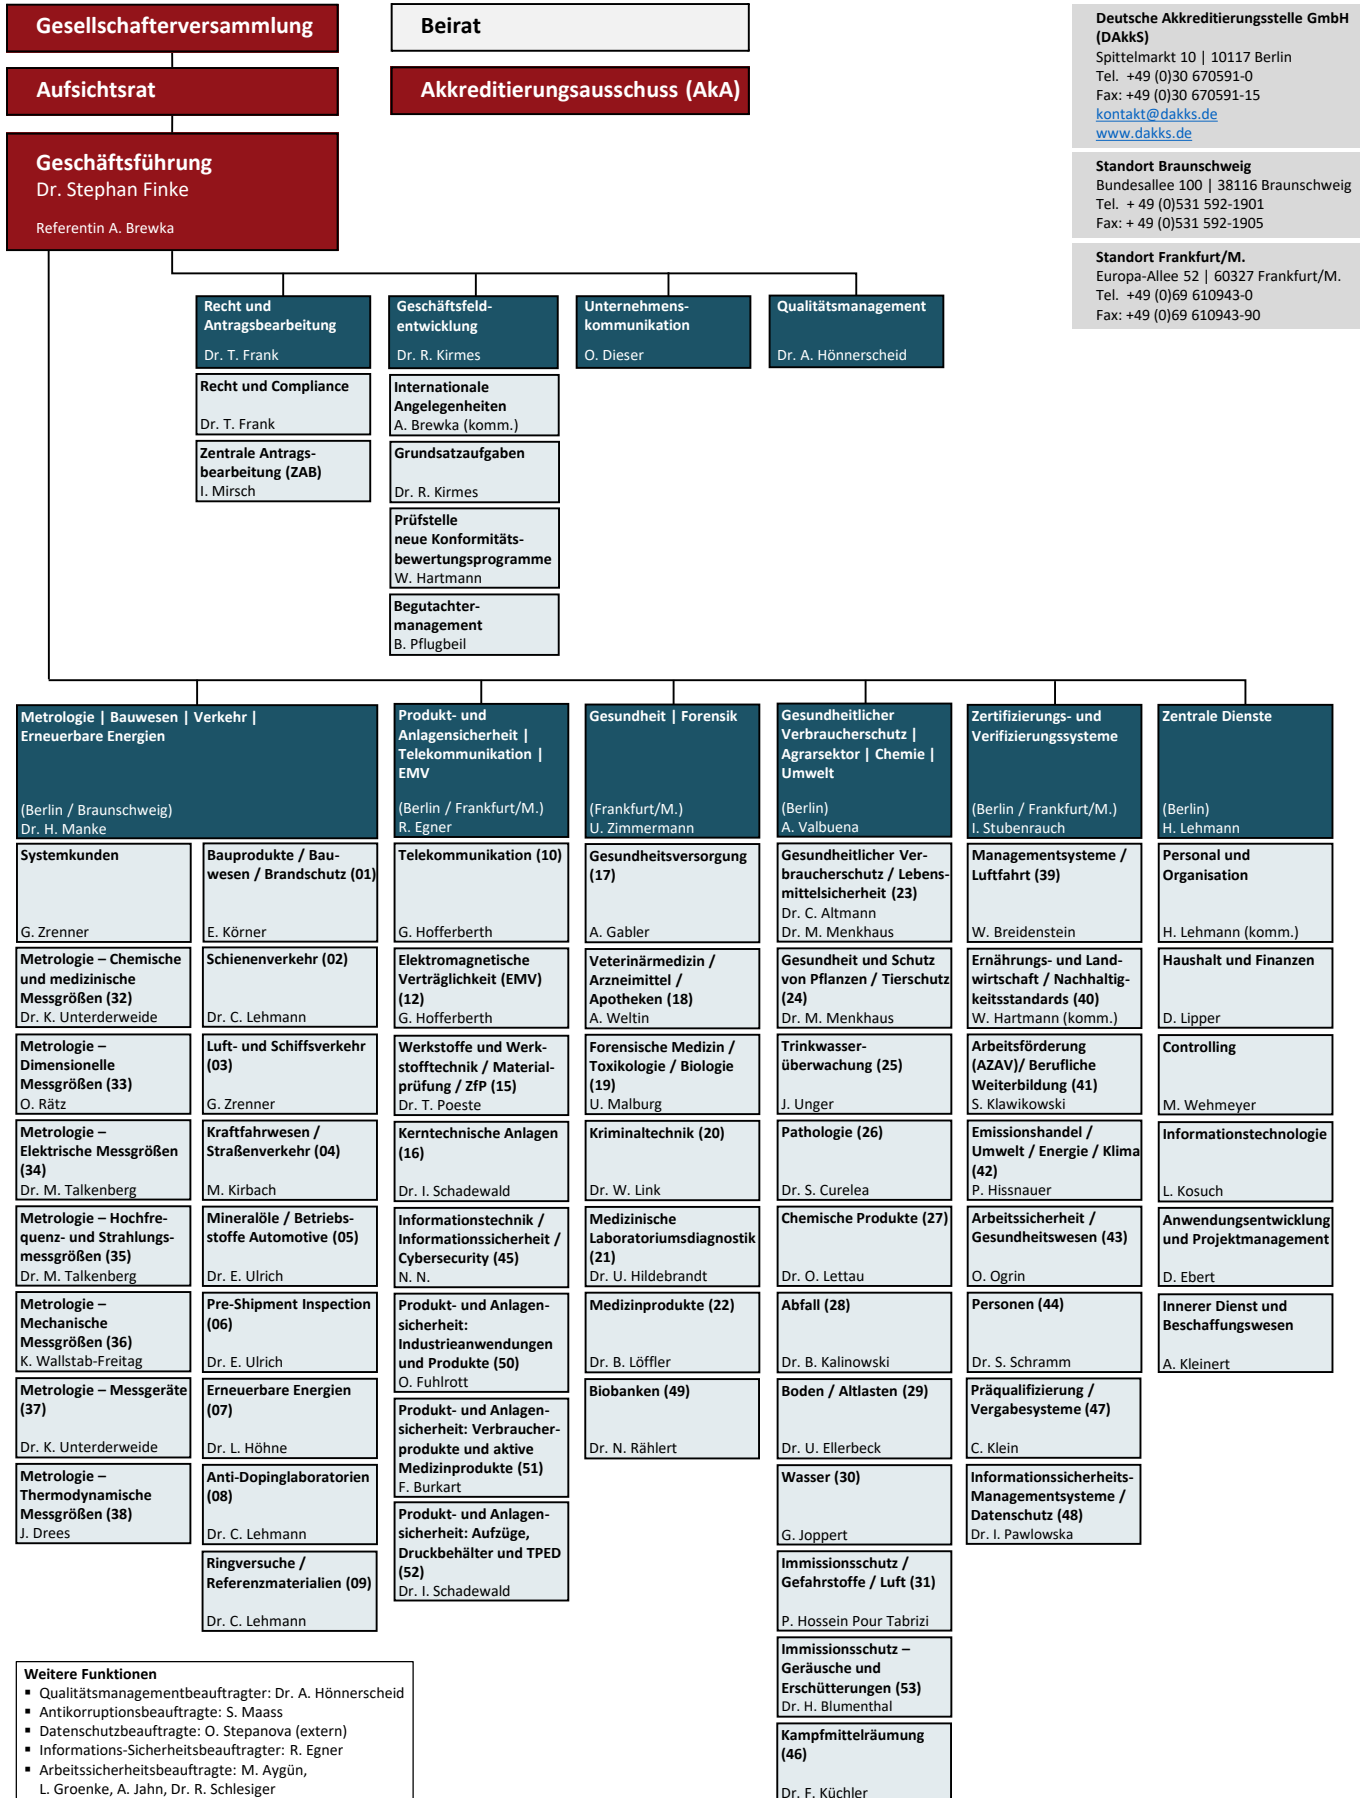 Gesellschafterversammlung
Beirat
Aufsichtsrat
Akkreditierungsausschuss (AkA)
Geschäftsführung
Dr. Stephan Finke
Referentin A. Brewka
Deutsche Akkreditierungsstelle GmbH
(DAkkS)
Spittelmarkt 10 | 10117 Berlin
Tel. +49 (0)30 670591-0
Fax: +49 (0)30 670591-15
kontakt@dakks.de
www.dakks.de
Standort Braunschweig
Bundesallee 100 | 38116 Braunschweig
Tel. + 49 (0)531 592-1901
Fax: + 49 (0)531 592-1905
Standort Frankfurt/M.
Europa-Allee 52 | 60327 Frankfurt/M.
Tel. +49 (0)69 610943-0
Fax: +49 (0)69 610943-90
Recht und
Antragsbearbeitung
Dr. T. Frank
Recht und Compliance
Dr. T. Frank
Zentrale Antrags-
bearbeitung (ZAB)
I. Mirsch
Geschäftsfeld-
entwicklung
Dr. R. Kirmes
Internationale
Angelegenheiten
A. Brewka (komm.)
Grundsatzaufgaben
Dr. R. Kirmes
Prüfstelle
neue Konformitäts-
bewertungsprogramme
W. Hartmann
Begutachter-
management
B. Pflugbeil
Unternehmens-
kommunikation
O. Dieser
Qualitätsmanagement
Dr. A. Hönnerscheid
Metrologie | Bauwesen | Verkehr |
Erneuerbare Energien
(Berlin / Braunschweig)
Dr. H. Manke
Systemkunden
G. Zrenner
Metrologie – Chemische
und medizinische
Messgrößen (32)
Dr. K. Unterderweide
Metrologie –
Dimensionelle
Messgrößen (33)
O. Rätz
Metrologie –
Elektrische Messgrößen
(34)
Dr. M. Talkenberg
Metrologie – Hochfre-
quenz- und Strahlungs-
messgrößen (35)
Dr. M. Talkenberg
Metrologie –
Mechanische
Messgrößen (36)
K. Wallstab-Freitag
Metrologie – Messgeräte
(37)
Dr. K. Unterderweide
Metrologie –
Thermodynamische
Messgrößen (38)
J. Drees
Bauprodukte / Bau-
wesen / Brandschutz (01)
E. Körner
Schienenverkehr (02)
Dr. C. Lehmann
Luft- und Schiffsverkehr
(03)
G. Zrenner
Kraftfahrwesen /
Straßenverkehr (04)
M. Kirbach
Mineralöle / Betriebs-
stoffe Automotive (05)
Dr. E. Ulrich
Pre-Shipment Inspection
(06)
Dr. E. Ulrich
Erneuerbare Energien
(07)
Dr. L. Höhne
Anti-Dopinglaboratorien
(08)
Dr. C. Lehmann
Ringversuche /
Referenzmaterialien (09)
Dr. C. Lehmann
Produkt- und
Anlagensicherheit |
Telekommunikation |
EMV
(Berlin / Frankfurt/M.)
R. Egner
Telekommunikation (10)
G. Hofferberth
Elektromagnetische
Verträglichkeit (EMV)
(12)
G. Hofferberth
Werkstoffe und Werk-
stofftechnik / Material-
prüfung / ZfP (15)
Dr. T. Poeste
Kerntechnische Anlagen
(16)
Dr. I. Schadewald
Informationstechnik /
Informationssicherheit /
Cybersecurity (45)
N. N.
Produkt- und Anlagen-
sicherheit:
Industrieanwendungen
und Produkte (50)
O. Fuhlrott
Produkt- und Anlagen-
sicherheit: Verbraucher-
produkte und aktive
Medizinprodukte (51)
F. Burkart
Produkt- und Anlagen-
sicherheit: Aufzüge,
Druckbehälter und TPED
(52)
Dr. I. Schadewald
Gesundheit | Forensik
(Frankfurt/M.)
U. Zimmermann
Gesundheitsversorgung
(17)
A. Gabler
Veterinärmedizin /
Arzneimittel /
Apotheken (18)
A. Weltin
Forensische Medizin /
Toxikologie / Biologie
(19)
U. Malburg
Kriminaltechnik (20)
Dr. W. Link
Medizinische
Laboratoriumsdiagnostik
(21)
Dr. U. Hildebrandt
Medizinprodukte (22)
Dr. B. Löffler
Biobanken (49)
Dr. N. Rählert
Gesundheitlicher
Verbraucherschutz |
Agrarsektor | Chemie |
Umwelt
(Berlin)
A. Valbuena
Gesundheitlicher Ver-
braucherschutz / Lebens-
mittelsicherheit (23)
Dr. C. Altmann
Dr. M. Menkhaus
Gesundheit und Schutz
von Pflanzen / Tierschutz
(24)
Dr. M. Menkhaus
Trinkwasser-
überwachung (25)
J. Unger
Pathologie (26)
Dr. S. Curelea
Chemische Produkte (27)
Dr. O. Lettau
Abfall (28)
Dr. B. Kalinowski
Boden / Altlasten (29)
Dr. U. Ellerbeck
Wasser (30)
G. Joppert
Immissionsschutz /
Gefahrstoffe / Luft (31)
P. Hossein Pour Tabrizi
Immissionsschutz –
Geräusche und
Erschütterungen (53)
Dr. H. Blumenthal
Kampfmittelräumung
(46)
Dr. F. Küchler
Zertifizierungs- und
Verifizierungssysteme
(Berlin / Frankfurt/M.)
I. Stubenrauch
Managementsysteme /
Luftfahrt (39)
W. Breidenstein
Ernährungs- und Land-
wirtschaft / Nachhaltig-
keitsstandards (40)
W. Hartmann (komm.)
Arbeitsförderung
(AZAV)/ Berufliche
Weiterbildung (41)
S. Klawikowski
Emissionshandel /
Umwelt / Energie / Klima
(42)
P. Hissnauer
Arbeitssicherheit /
Gesundheitswesen (43)
O. Ogrin
Personen (44)
Dr. S. Schramm
Präqualifizierung /
Vergabesysteme (47)
C. Klein
Informationssicherheits-
Managementsysteme /
Datenschutz (48)
Dr. I. Pawlowska
Zentrale Dienste
(Berlin)
H. Lehmann
Personal und
Organisation
H. Lehmann (komm.)
Haushalt und Finanzen
D. Lipper
Controlling
M. Wehmeyer
Informationstechnologie
L. Kosuch
Anwendungsentwicklung
und Projektmanagement
D. Ebert
Innerer Dienst und
Beschaffungswesen
A. Kleinert
Weitere Funktionen
▪ Qualitätsmanagementbeauftragter: Dr. A. Hönnerscheid
▪ Antikorruptionsbeauftragte: S. Maass
▪ Datenschutzbeauftragte: O. Stepanova (extern)
▪ Informations-Sicherheitsbeauftragter: R. Egner
▪ Arbeitssicherheitsbeauftragte: M. Aygün,
L. Groenke, A. Jahn, Dr. R. Schlesiger